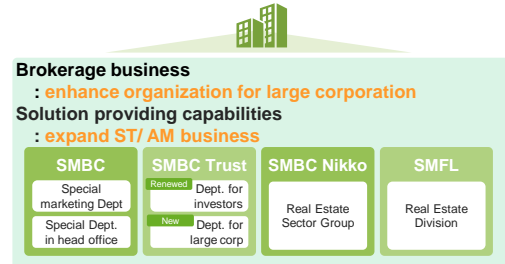 Brokerage business
: enhance organization for large corporation
Solution providing capabilities
: expand ST/ AM business
SMBC
Special
marketing Dept
Special Dept.
in head office
SMBC Trust
Renewed
Dept. for
investors
New
Dept. for
large corp
SMBC Nikko
Real Estate
Sector Group
SMFL
Real Estate
Division